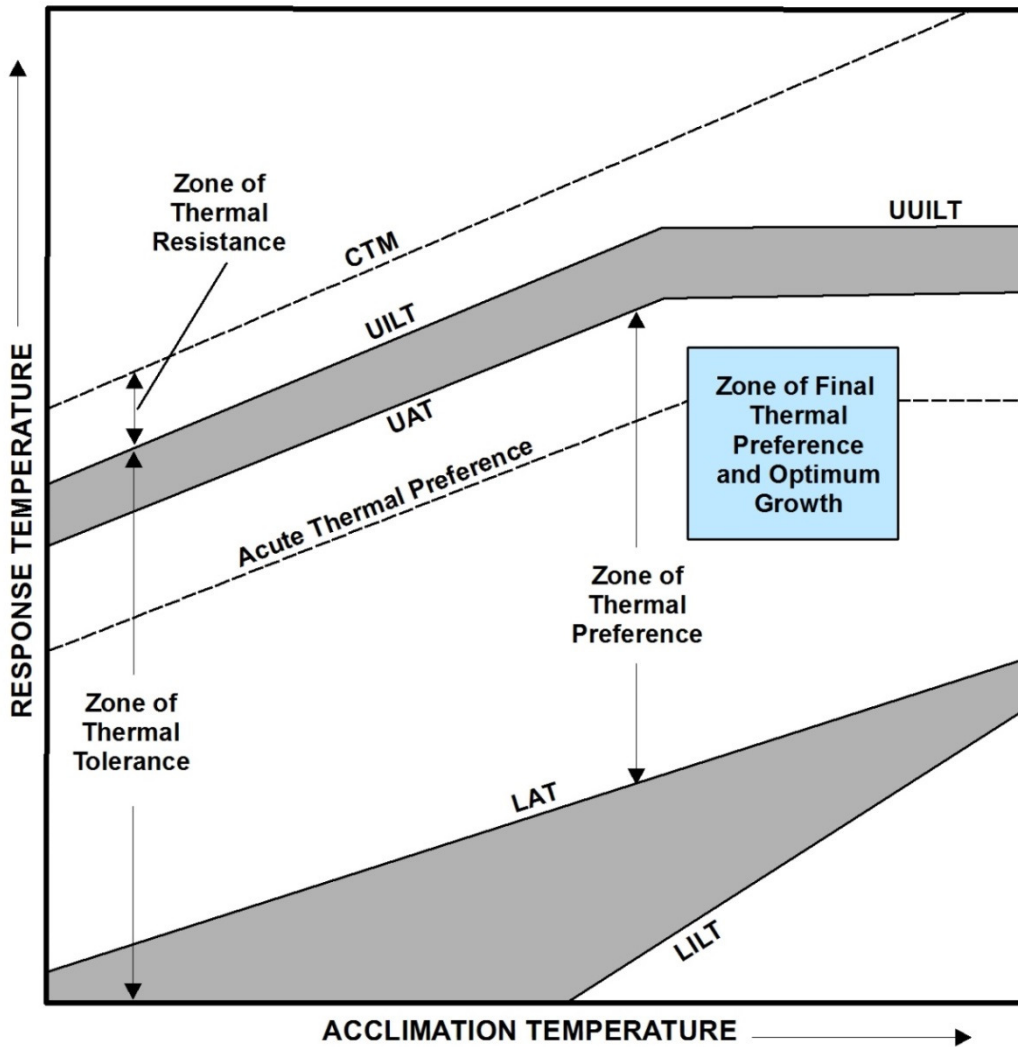 Zone of
Thermal
Resistance
CTM
UUILT
UILT
UAT
Zone of Final
Thermal
Preference
and Optimum
Growth
Acute Thermal Preference
Zone of
Thermal
Preference
Zone of
Thermal
Tolerance
LAT
LILT
RESPONSE TEMPERATURE
ACCLIMATION TEMPERATURE